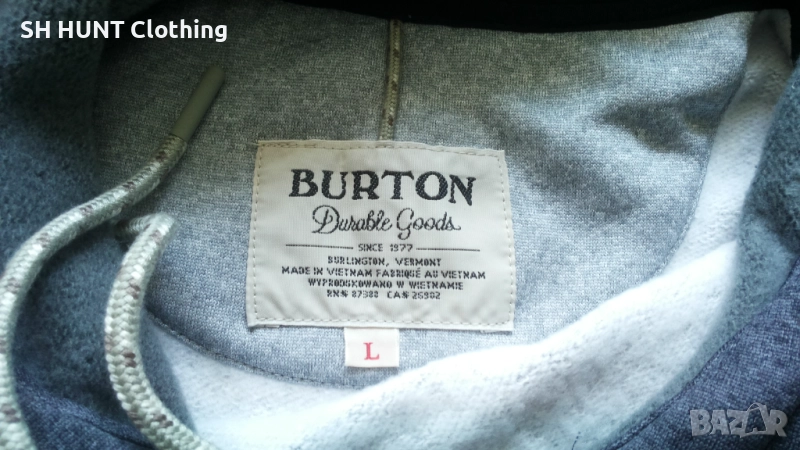 SH HUNT Clothing
BURTON
Durable Goods
SINCE 1977
BURLINGTON, VERMONT
MADE IN VIETNAM FABRIQUÉ AU VIETNAM
WYPRODUKOWANO W WIETNAMIE
RN# 87388 CA# 26902
L
BAZAR